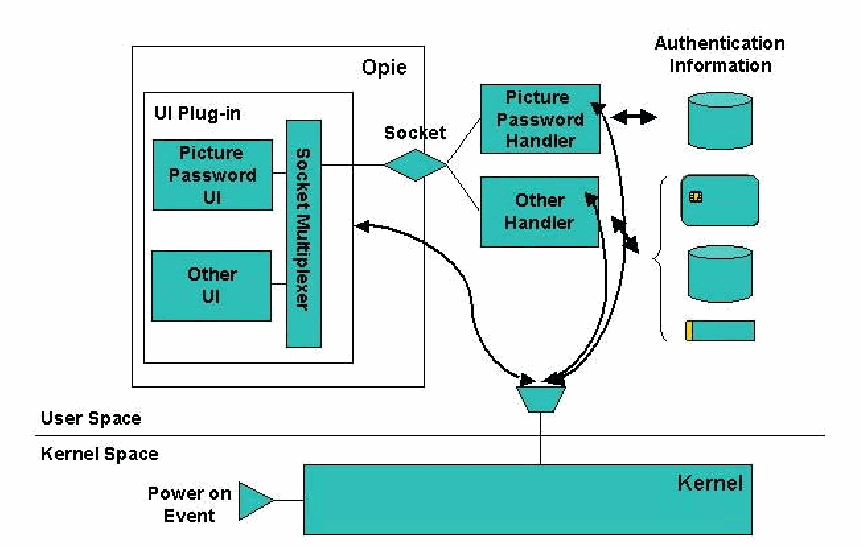 Authentication
Information
Opie
UI Plug-in
Picture
Password
UI
Other
UI
Socket Multiplexer
Socket
Picture
Password
Handler
Other
Handler
User Space
Kernel Space
Power on
Event
Kernel